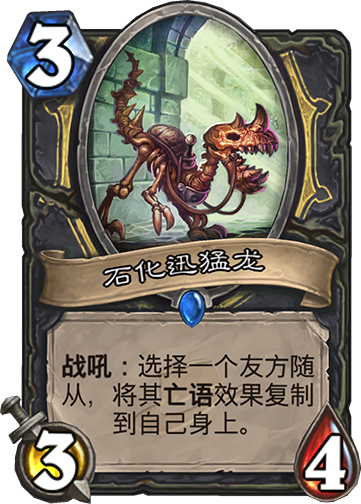 3
石化迅猛龙
战吼：选择一个友方随
从，将其亡语效果复制
到自己身上。
3
4